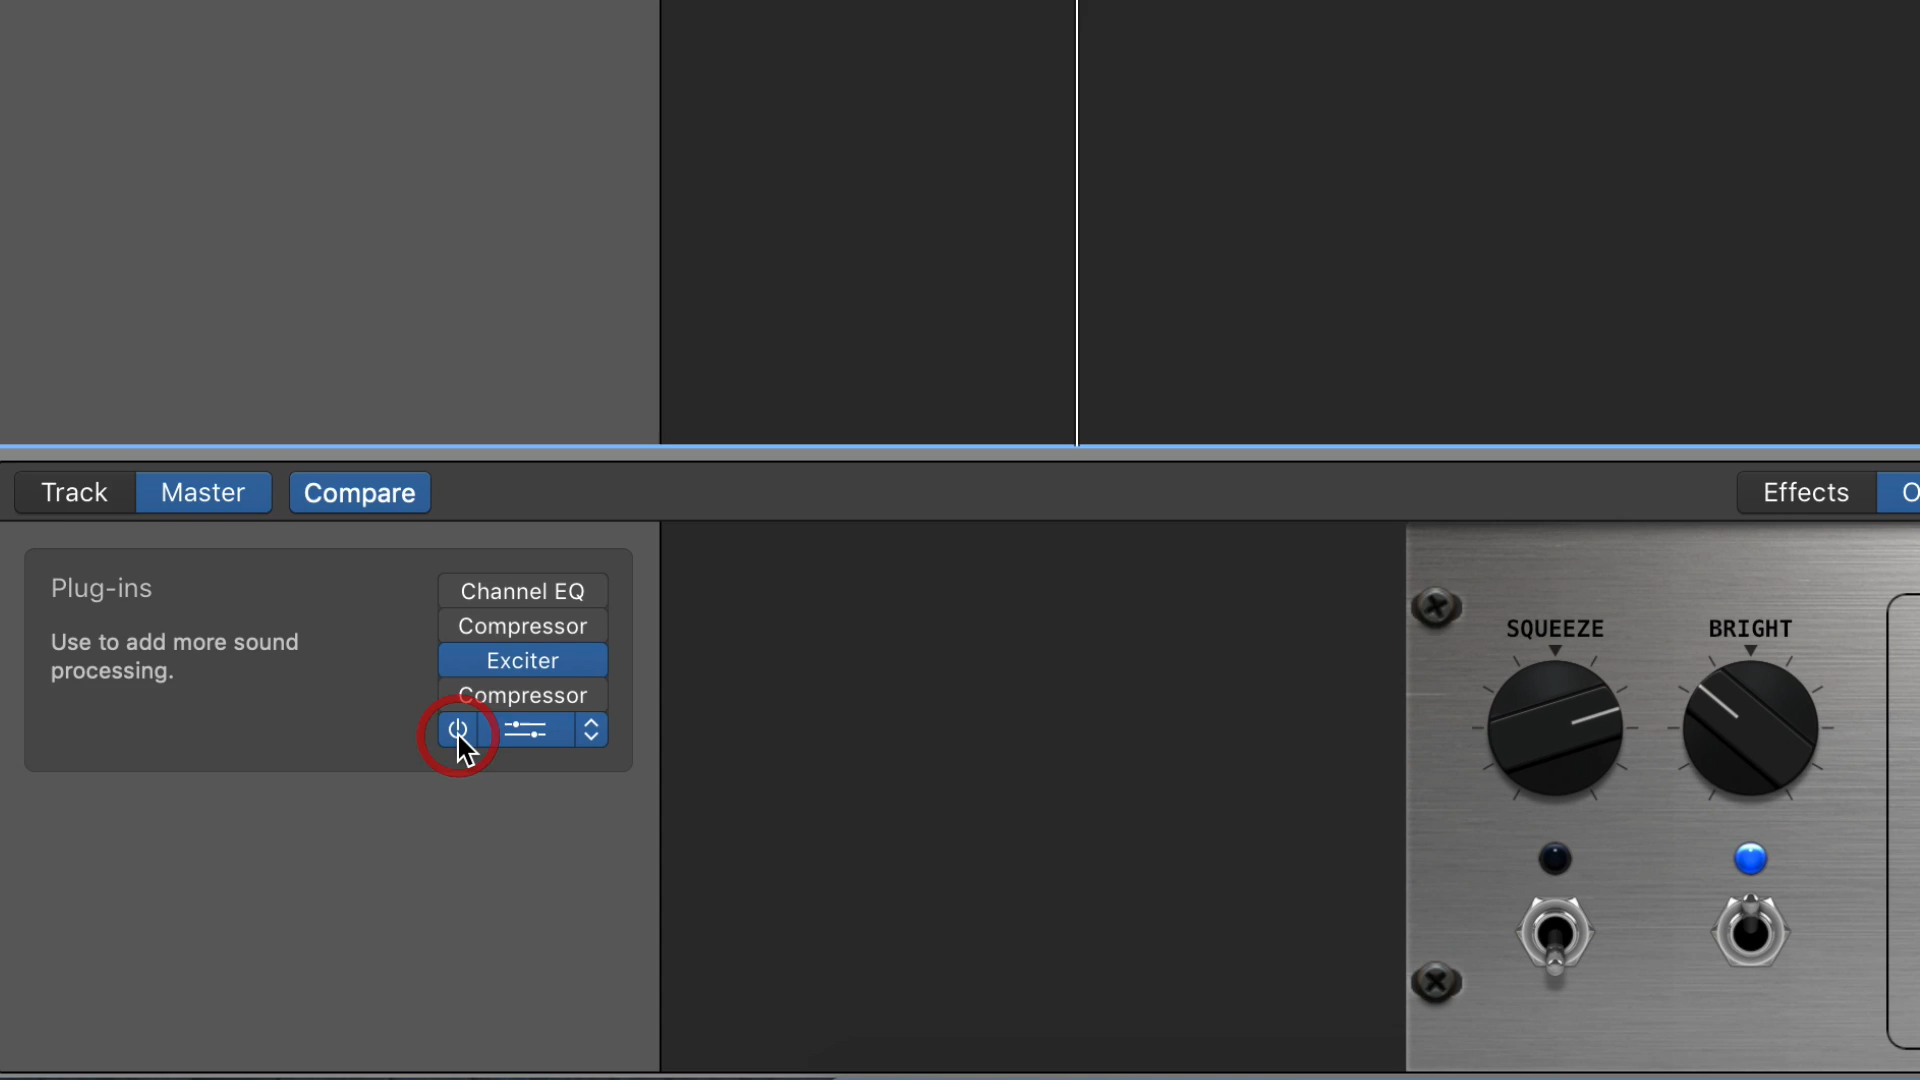 Track Master Compare Effects
Plug-ins
Use to add more sound
processing.
Channel EQ
Compressor
Exciter
Compressor
SQUEEZE BRIGHT